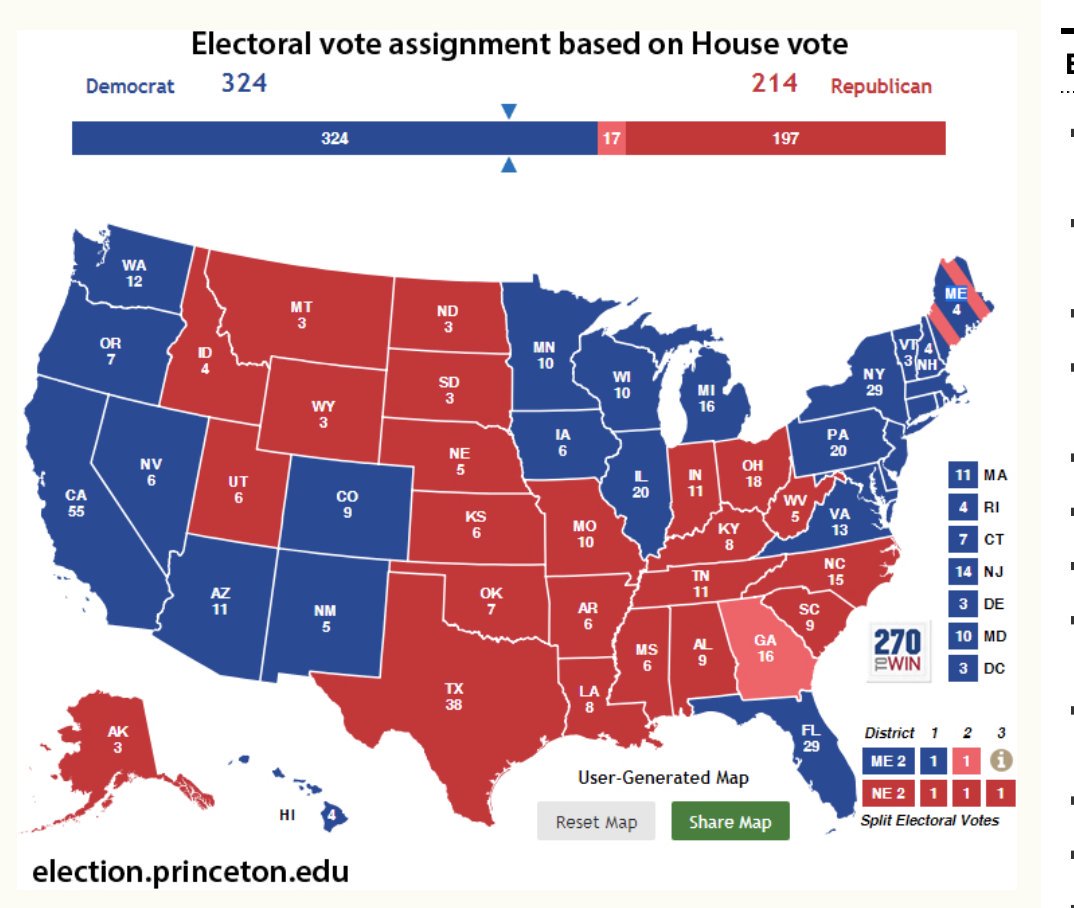 Electoral vote assignment based on House vote
Democrat 324 214 Republican
324 17 197
WA
12
OR
7
CA
55
NV
6
ID
4
MT
3
WY
3
UT
6
AZ
11
CO
9
NM
5
ND
3
SD
3
NE
5
KS
6
OK
7
TX
38
MN
10
IA
6
MO
10
AR
6
LA
8
WI
10
IL
20
MI
16
IN
11
OH
18
KY
8
TN
11
MS
6
AL
9
GA
16
FL
29
SC
9
NC
15
VA
13
WV
5
PA
20
NY
29
VT
3
4
NH
ME
4
AK
3
HI 4
11 MA
4 RI
7 CT
14 NJ
3 DE
10 MD
3 DC
270
TO WIN
District 1 2 3
ME 2 1 1 i
NE 2 1 1 1
Split Electoral Votes
User-Generated Map
Reset Map Share Map
election.princeton.edu